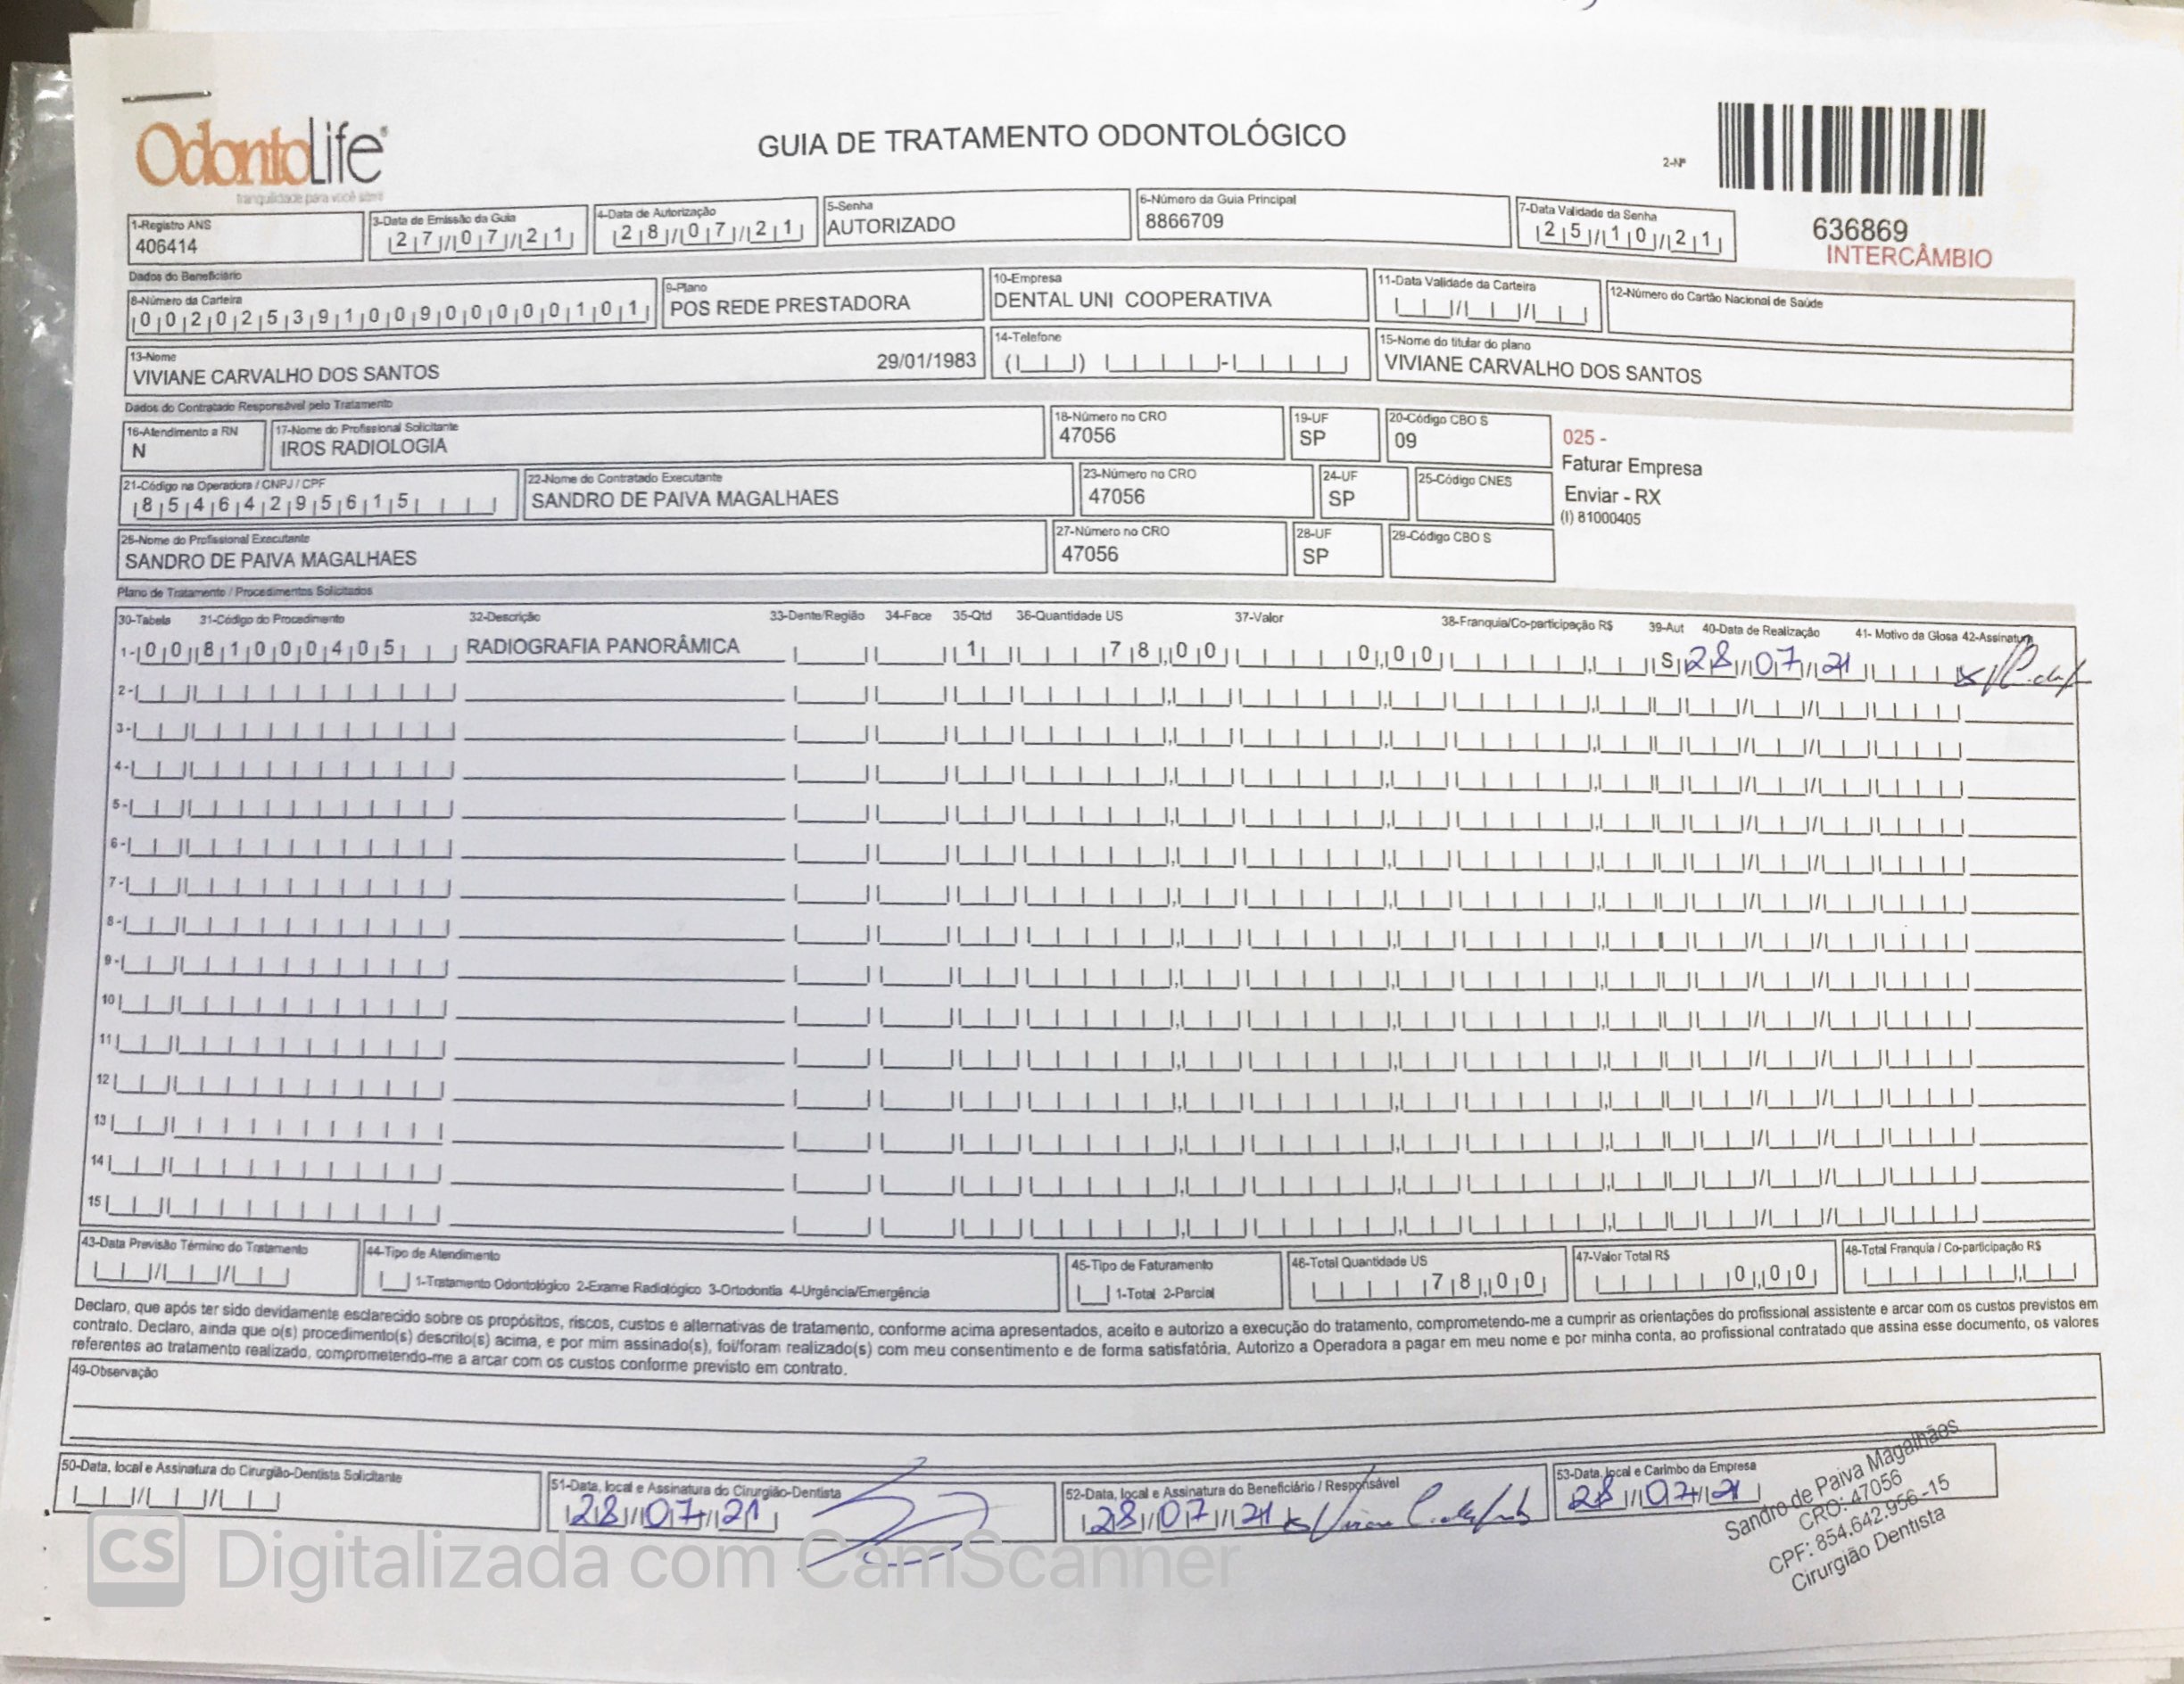 OdontoLife
tranquilidade para você sorrir
GUIA DE TRATAMENTO ODONTOLÓGICO
2-Nº
636869
INTERCÂMBIO
1-Registro ANS
406414
3-Data de Emissão da Guia
27/07/21
4-Data de Autorização
28/07/21
5-Senha
AUTORIZADO
6-Número da Guia Principal
8866709
7-Data Validade da Senha
25/10/21
Dados do Beneficiário
8-Número da Carteira
00202539100900000101
9-Plano
POS REDE PRESTADORA
10-Empresa
DENTAL UNI COOPERATIVA
11-Data Validade da Carteira
12-Número do Cartão Nacional de Saúde
13-Nome
VIVIANE CARVALHO DOS SANTOS 29/01/1983
14-Telefone
15-Nome do titular do plano
VIVIANE CARVALHO DOS SANTOS
Dados do Contratado Responsável pelo Tratamento
16-Atendimento a RN
N
17-Nome do Profissional Solicitante
IROS RADIOLOGIA
18-Número no CRO
47056
19-UF
SP
20-Código CBO S
09
025 -
Faturar Empresa
Enviar - RX
(I) 81000405
21-Código na Operadora / CNPJ / CPF
85464295615
22-Nome do Contratado Executante
SANDRO DE PAIVA MAGALHAES
23-Número no CRO
47056
24-UF
SP
25-Código CNES
26-Nome do Profissional Executante
SANDRO DE PAIVA MAGALHAES
27-Número no CRO
47056
28-UF
SP
29-Código CBO S
Plano de Tratamento / Procedimentos Solicitados
30-Tabela 31-Código do Procedimento 32-Descrição 33-Dente/Região 34-Face 35-Qtd 36-Quantidade US 37-Valor 38-Franquia/Co-participação R$ 39-Aut 40-Data de Realização 41- Motivo da Glosa 42-Assinatura
1- 00 81000405 RADIOGRAFIA PANORÂMICA 1 78,00 0,00 S 28/07/21
2-
3-
4-
5-
6-
7-
8-
9-
10
11
12
13
14
15
43-Data Previsão Término do Tratamento
44-Tipo de Atendimento
1-Tratamento Odontológico 2-Exame Radiológico 3-Ortodontia 4-Urgência/Emergência
45-Tipo de Faturamento
1-Total 2-Parcial
46-Total Quantidade US
78,00
47-Valor Total R$
0,00
48-Total Franquia / Co-participação R$
Declaro, que após ter sido devidamente esclarecido sobre os propósitos, riscos, custos e alternativas de tratamento, conforme acima apresentados, aceito e autorizo a execução do tratamento, comprometendo-me a cumprir as orientações do profissional assistente e arcar com os custos previstos em
contrato. Declaro, ainda que o(s) procedimento(s) descrito(s) acima, e por mim assinado(s), foi/foram realizado(s) com meu consentimento e de forma satisfatória. Autorizo a Operadora a pagar em meu nome e por minha conta, ao profissional contratado que assina esse documento, os valores
referentes ao tratamento realizado, comprometendo-me a arcar com os custos conforme previsto em contrato.
49-Observação
50-Data, local e Assinatura do Cirurgião-Dentista Solicitante
51-Data, local e Assinatura do Cirurgião-Dentista
28/07/21
52-Data, local e Assinatura do Beneficiário / Responsável
28/07/21
53-Data, local e Carimbo da Empresa
28/07/21
Sandro de Paiva Magalhães
CRO: 47056
CPF: 854.642.956-15
Cirurgião Dentista
CS Digitalizada com CamScanner